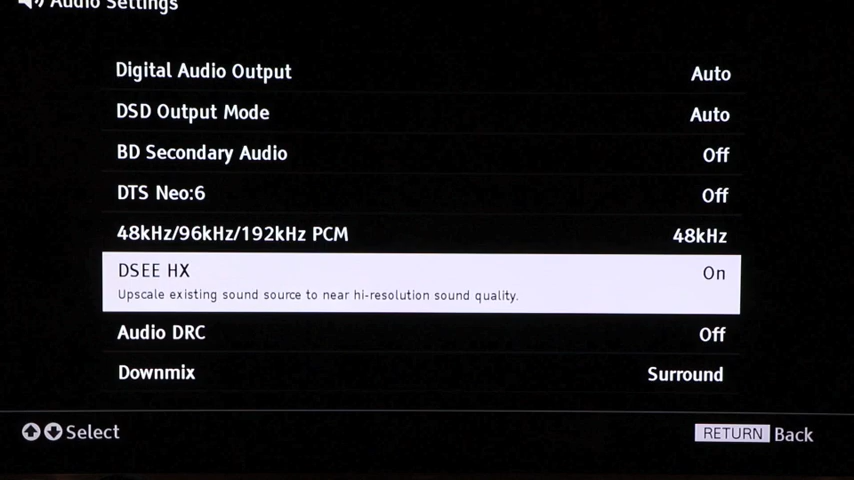 Audio Settings
Digital Audio Output Auto
DSD Output Mode Auto
BD Secondary Audio Off
DTS Neo:6 Off
48kHz/96kHz/192kHz PCM 48kHz
DSEE HX On
Upscale existing sound source to near hi-resolution sound quality.
Audio DRC Off
Downmix Surround
Select RETURN Back